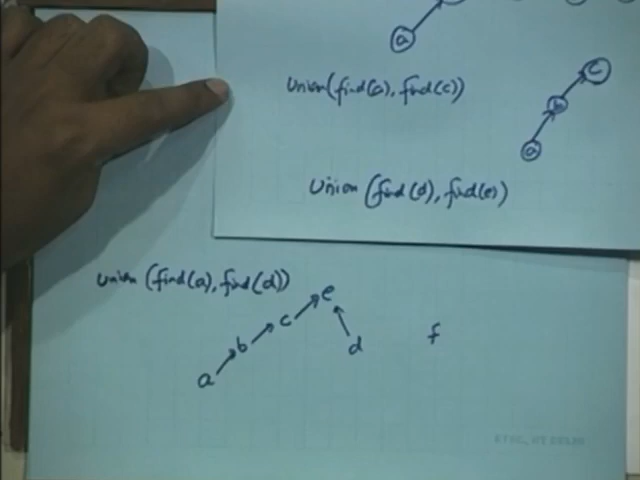 a
Union(find(a), find(c))
c
b
a
Union (find(d), find(e))
Union (find(a), find(d))
e
c
b
d
f
a